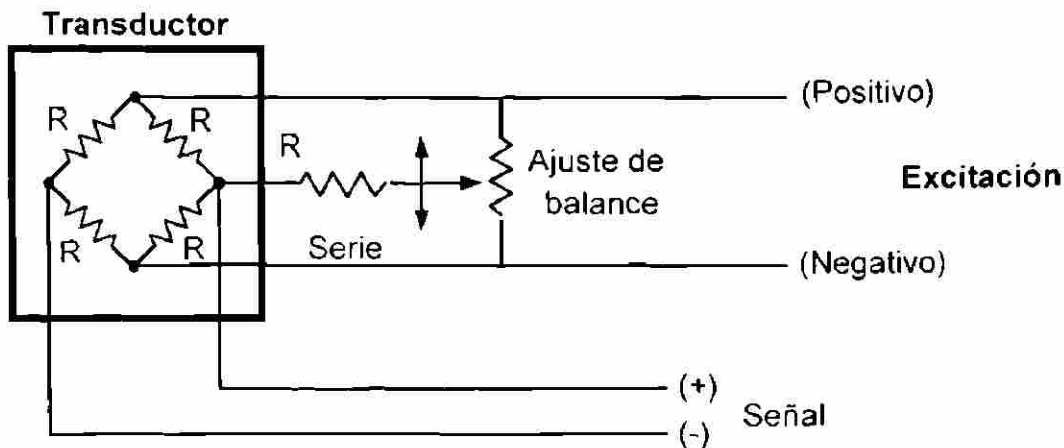 Transductor
R
R
R
R
R
Serie
Ajuste de
balance
(Positivo)
Excitación
(Negativo)
(+)
Señal
(-)